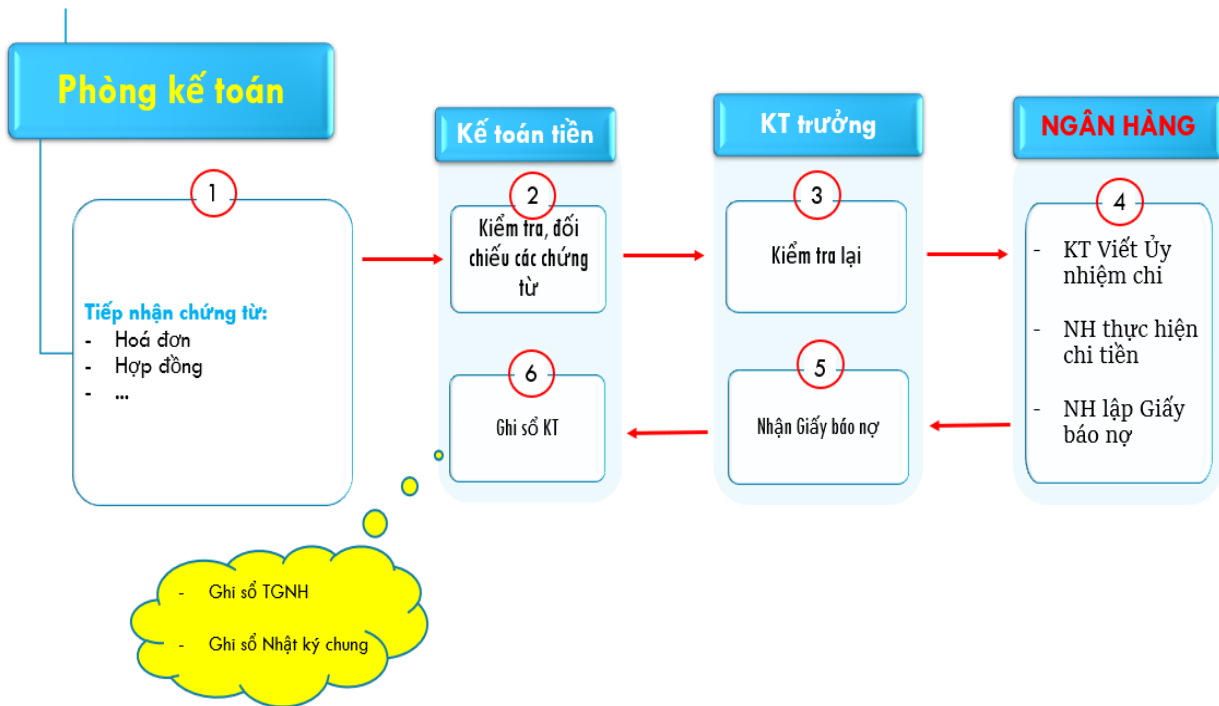 Phòng kế toán
Kế toán tiền
KT trưởng
NGÂN HÀNG
1
Tiếp nhận chứng từ:
- Hoá đơn
- Hợp đồng
- ...
2
Kiểm tra, đối
chiếu các chứng
từ
3
Kiểm tra lại
4
- KT Viết Ủy
nhiệm chi
- NH thực hiện
chi tiền
- NH lập Giấy
báo nợ
5
Nhận Giấy báo nợ
6
Ghi sổ KT
- Ghi sổ TGNH
- Ghi sổ Nhật ký chung